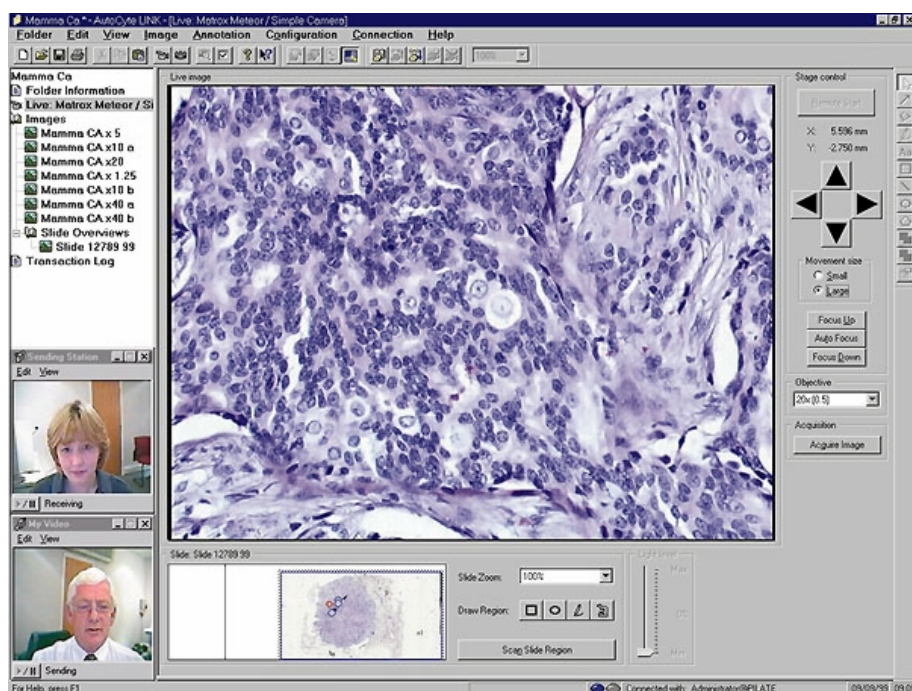 Mamma Ca.* - AutoCyte LINK - [Live: Matrox Meteor / Simple Camera]
Folder Edit View Image Annotation Configuration Connection Help
100%
Mamma Ca
Folder Information
Live: Matrox Meteor / Si
Images
Mamma CA x 5
Mamma CA x10 a
Mamma CA x20
Mamma CA x 1.25
Mamma CA x10 b
Mamma CA x40 a
Mamma CA x40 b
Slide Overviews
Slide 12789 99
Transaction Log
Sending Station
Edit View
Receiving
My Video
Edit View
Sending
Live image
Slide: Slide 12789 99
Slide Zoom: 100%
Draw Region:
Scan Slide Region
Light level
Max
Min
Stage control
Remote Start
X: 5.596 mm
Y: -2.750 mm
Movement size
Small
Large
Focus Up
Auto Focus
Focus Down
Objective
20x (0.5)
Acquisition
Acquire Image
For Help, press F1
Connected with: Administrator@PILATE 09/09/99